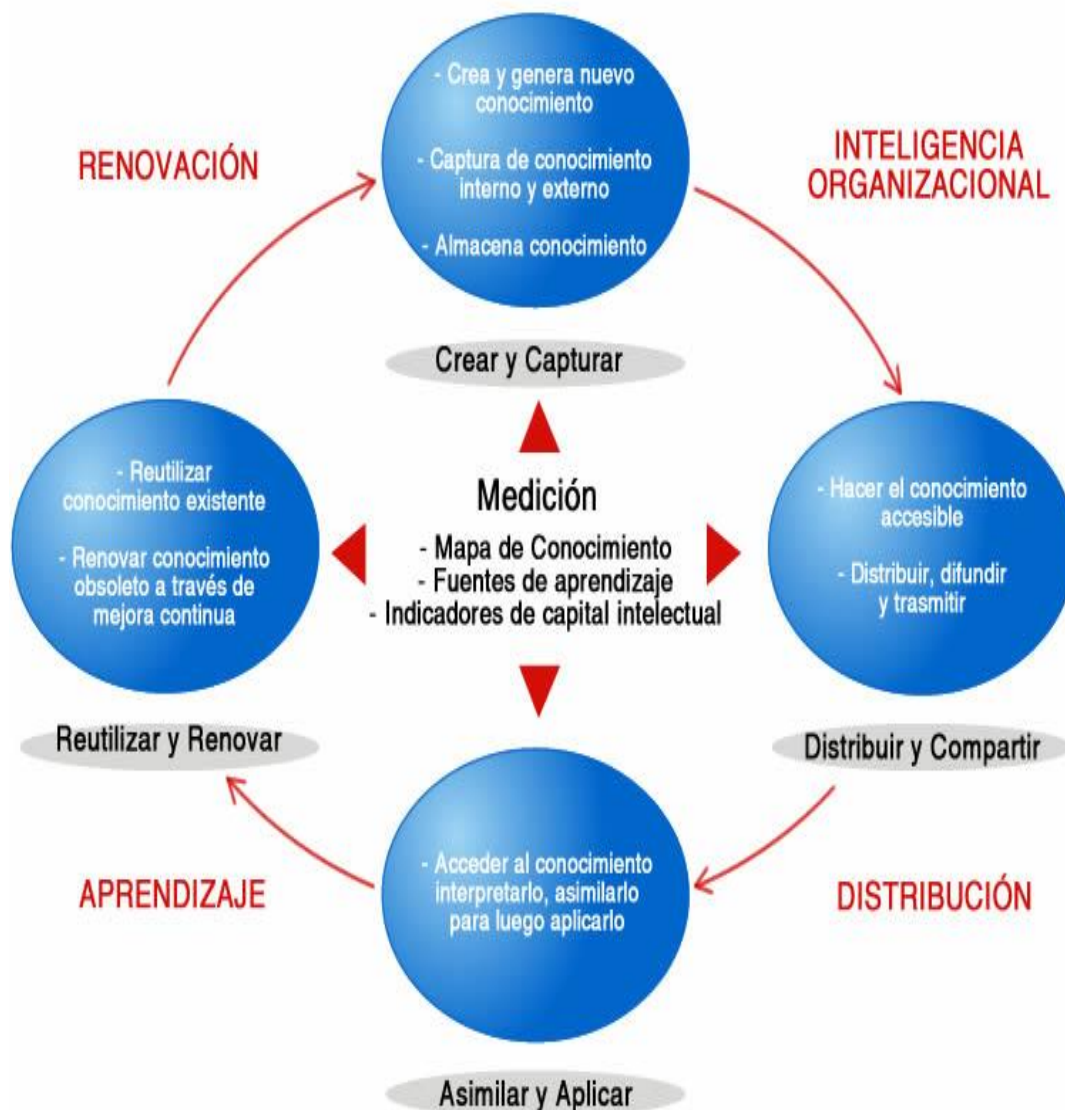 - Crea y genera nuevo
conocimiento
- Captura de conocimiento
interno y externo
- Almacena conocimiento
RENOVACIÓN
INTELIGENCIA
ORGANIZACIONAL
Crear y Capturar
- Reutilizar
conocimiento existente
- Renovar conocimiento
obsoleto a través de
mejora continua
Medición
- Mapa de Conocimiento
- Fuentes de aprendizaje
- Indicadores de capital intelectual
- Hacer el conocimiento
accesible
- Distribuir, difundir
y trasmitir
Reutilizar y Renovar
Distribuir y Compartir
APRENDIZAJE
- Acceder al conocimiento
interpretarlo, asimilarlo
para luego aplicarlo
DISTRIBUCIÓN
Asimilar y Aplicar